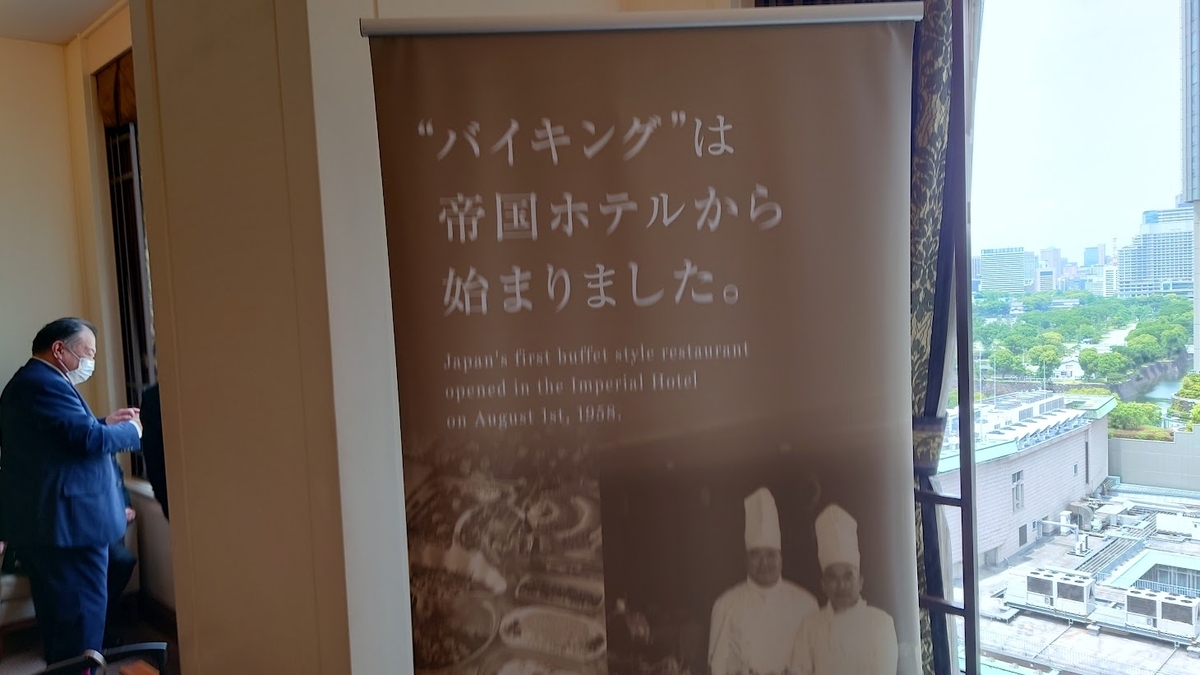 “バイキング”は
帝国ホテルから
始まりました。
Japan's first buffet style restaurant
opened in the Imperial Hotel
on August 1st, 1958.